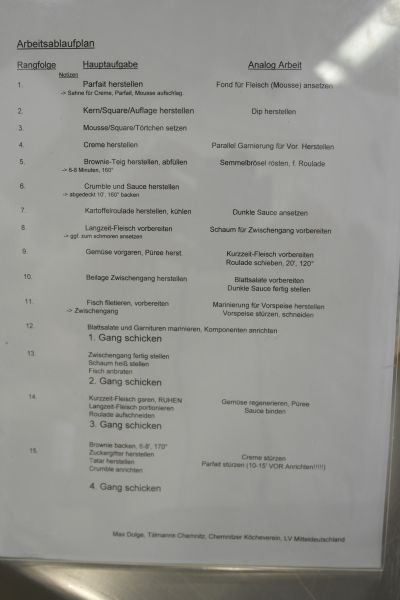 Arbeitsablaufplan
Rangfolge Hauptaufgabe Analog Arbeit
Notizen
1. Parfait herstellen Fond für Fleisch (Mousse) ansetzen
-> Sahne für Creme, Parfait, Mousse aufschlag.
2. Kern/Square/Auflage herstellen Dip herstellen
3. Mousse/Square/Törtchen setzen
4. Creme herstellen Parallel Garnierung für Vor. Herstellen
5. Brownie-Teig herstellen, abfüllen Semmelbrösel rösten, f. Roulade
-> 6-8 Minuten, 160°
6. Crumble und Sauce herstellen
-> abgedeckt 10', 160° backen
7. Kartoffelroulade herstellen, kühlen Dunkle Sauce ansetzen
8. Langzeit-Fleisch vorbereiten Schaum für Zwischengang vorbereiten
-> ggf. zum schmoren ansetzen
9. Gemüse vorgaren, Püree herst. Kurzzeit-Fleisch vorbereiten
Roulade schieben, 20', 120°
10. Beilage Zwischengang herstellen Blattsalate vorbereiten
Dunkle Sauce fertig stellen
11. Fisch filetieren, vorbereiten Marinierung für Vorspeise herstellen
-> Zwischengang Vorspeise stürzen, schneiden
12. Blattsalate und Garnituren marinieren, Komponenten anrichten
1. Gang schicken
13. Zwischengang fertig stellen
Schaum heiß stellen
Fisch anbraten
2. Gang schicken
14. Kurzzeit-Fleisch garen, RUHEN Gemüse regenerieren, Püree
Langzeit-Fleisch portionieren Sauce binden
Roulade aufschneiden
3. Gang schicken
15. Brownie backen, 6-8', 170°
Zuckergitter herstellen Creme stürzen
Tatar herstellen Parfait stürzen (10-15' VOR Anrichten!!!!!)
Crumble anrichten
4. Gang schicken
Max Dolge, Tillmanns Chemnitz, Chemnitzer Köcheverein, LV Mitteldeutschland